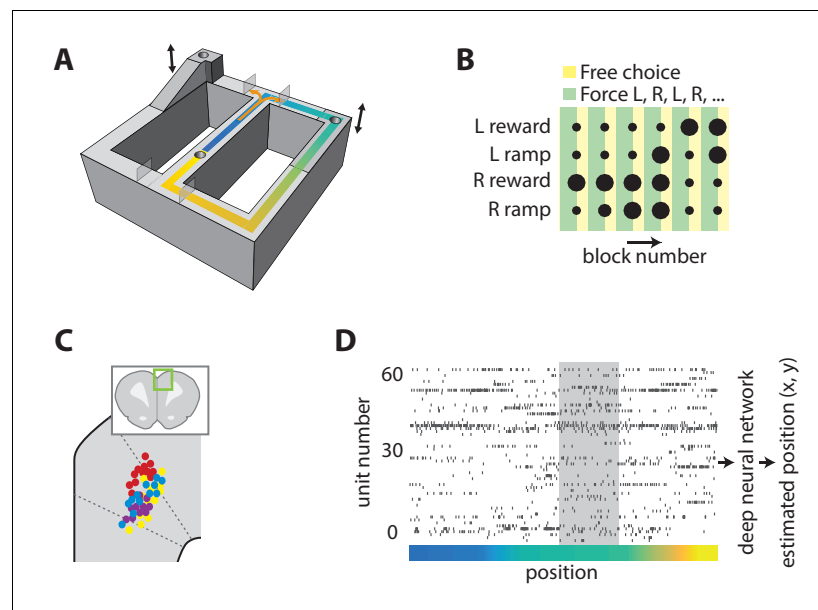 A
B
Free choice
Force L, R, L, R, ...
L reward
L ramp
R reward
R ramp
block number
C
D
60
30
0
unit number
position
deep neural network
estimated position (x, y)